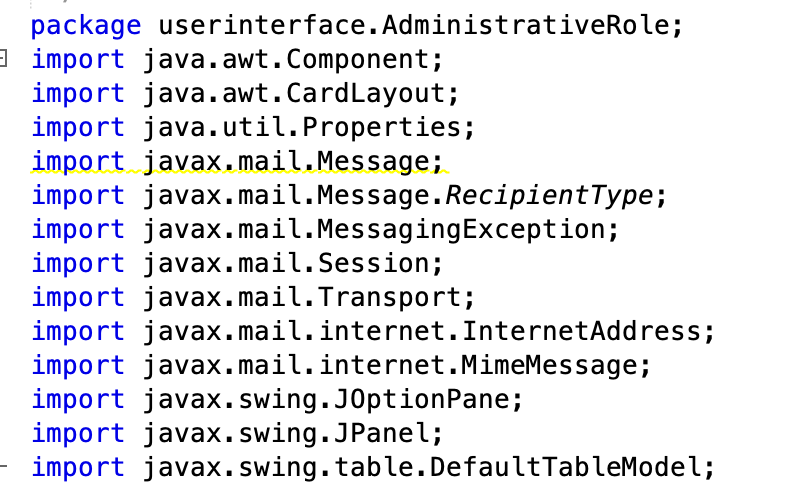 package userinterface.AdministrativeRole;
import java.awt.Component;
import java.awt.CardLayout;
import java.util.Properties;
import javax.mail.Message;
import javax.mail.Message.RecipientType;
import javax.mail.MessagingException;
import javax.mail.Session;
import javax.mail.Transport;
import javax.mail.internet.InternetAddress;
import javax.mail.internet.MimeMessage;
import javax.swing.JOptionPane;
import javax.swing.JPanel;
import javax.swing.table.DefaultTableModel;